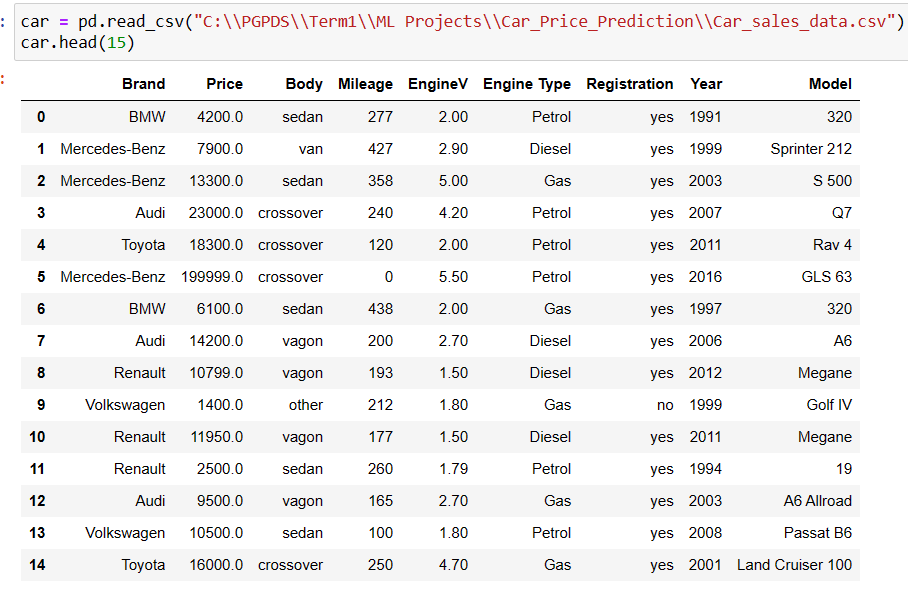 : car = pd.read_csv("C:\\PGPDS\\Term1\\ML Projects\\Car_Price_Prediction\\Car_sales_data.csv")
car.head(15)
:
Brand Price Body Mileage EngineV Engine Type Registration Year Model
0 BMW 4200.0 sedan 277 2.00 Petrol yes 1991 320
1 Mercedes-Benz 7900.0 van 427 2.90 Diesel yes 1999 Sprinter 212
2 Mercedes-Benz 13300.0 sedan 358 5.00 Gas yes 2003 S 500
3 Audi 23000.0 crossover 240 4.20 Petrol yes 2007 Q7
4 Toyota 18300.0 crossover 120 2.00 Petrol yes 2011 Rav 4
5 Mercedes-Benz 199999.0 crossover 0 5.50 Petrol yes 2016 GLS 63
6 BMW 6100.0 sedan 438 2.00 Gas yes 1997 320
7 Audi 14200.0 vagon 200 2.70 Diesel yes 2006 A6
8 Renault 10799.0 vagon 193 1.50 Diesel yes 2012 Megane
9 Volkswagen 1400.0 other 212 1.80 Gas no 1999 Golf IV
10 Renault 11950.0 vagon 177 1.50 Diesel yes 2011 Megane
11 Renault 2500.0 sedan 260 1.79 Petrol yes 1994 19
12 Audi 9500.0 vagon 165 2.70 Gas yes 2003 A6 Allroad
13 Volkswagen 10500.0 sedan 100 1.80 Petrol yes 2008 Passat B6
14 Toyota 16000.0 crossover 250 4.70 Gas yes 2001 Land Cruiser 100